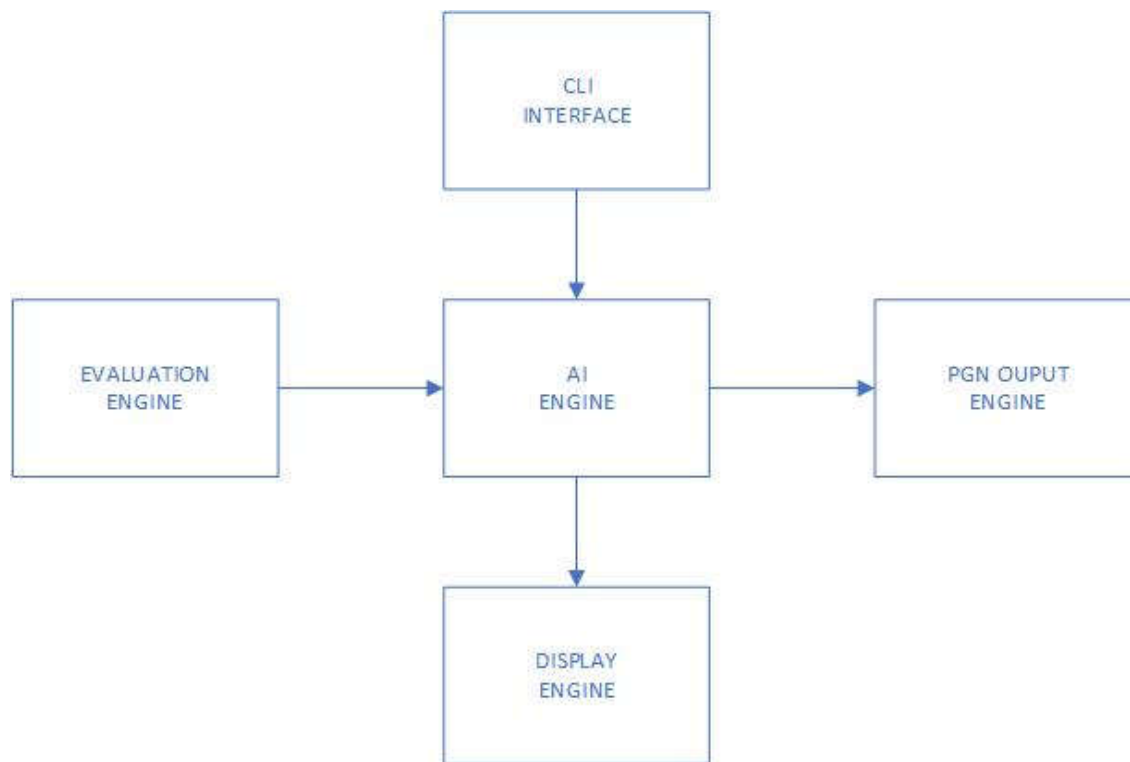 CLI
INTERFACE
EVALUATION
ENGINE
AI
ENGINE
PGN OUPUT
ENGINE
DISPLAY
ENGINE